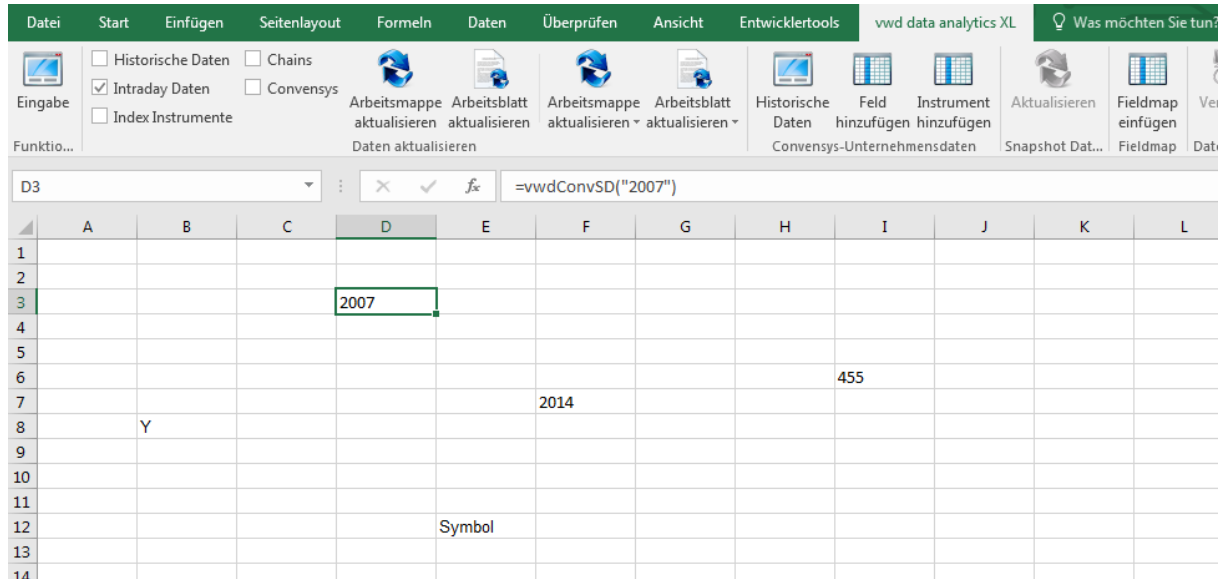 Datei Start Einfügen Seitenlayout Formeln Daten Überprüfen Ansicht Entwicklertools vwd data analytics XL Was möchten Sie tun?
Historische Daten Chains
Intraday Daten Convensys
Index Instrumente
Eingabe
Arbeitsmappe aktualisieren
Arbeitsblatt aktualisieren
Arbeitsmappe aktualisieren
Arbeitsblatt aktualisieren
Historische Daten
Feld hinzufügen
Instrument hinzufügen
Aktualisieren
Fieldmap einfügen
Funktio... Daten aktualisieren Convensys-Unternehmensdaten Snapshot Dat... Fieldmap
D3 fx =vwdConvSD("2007")
A B C D E F G H I J K L
1
2
3 2007
4
5
6 455
7 2014
8 Y
9
10
11
12 Symbol
13
14